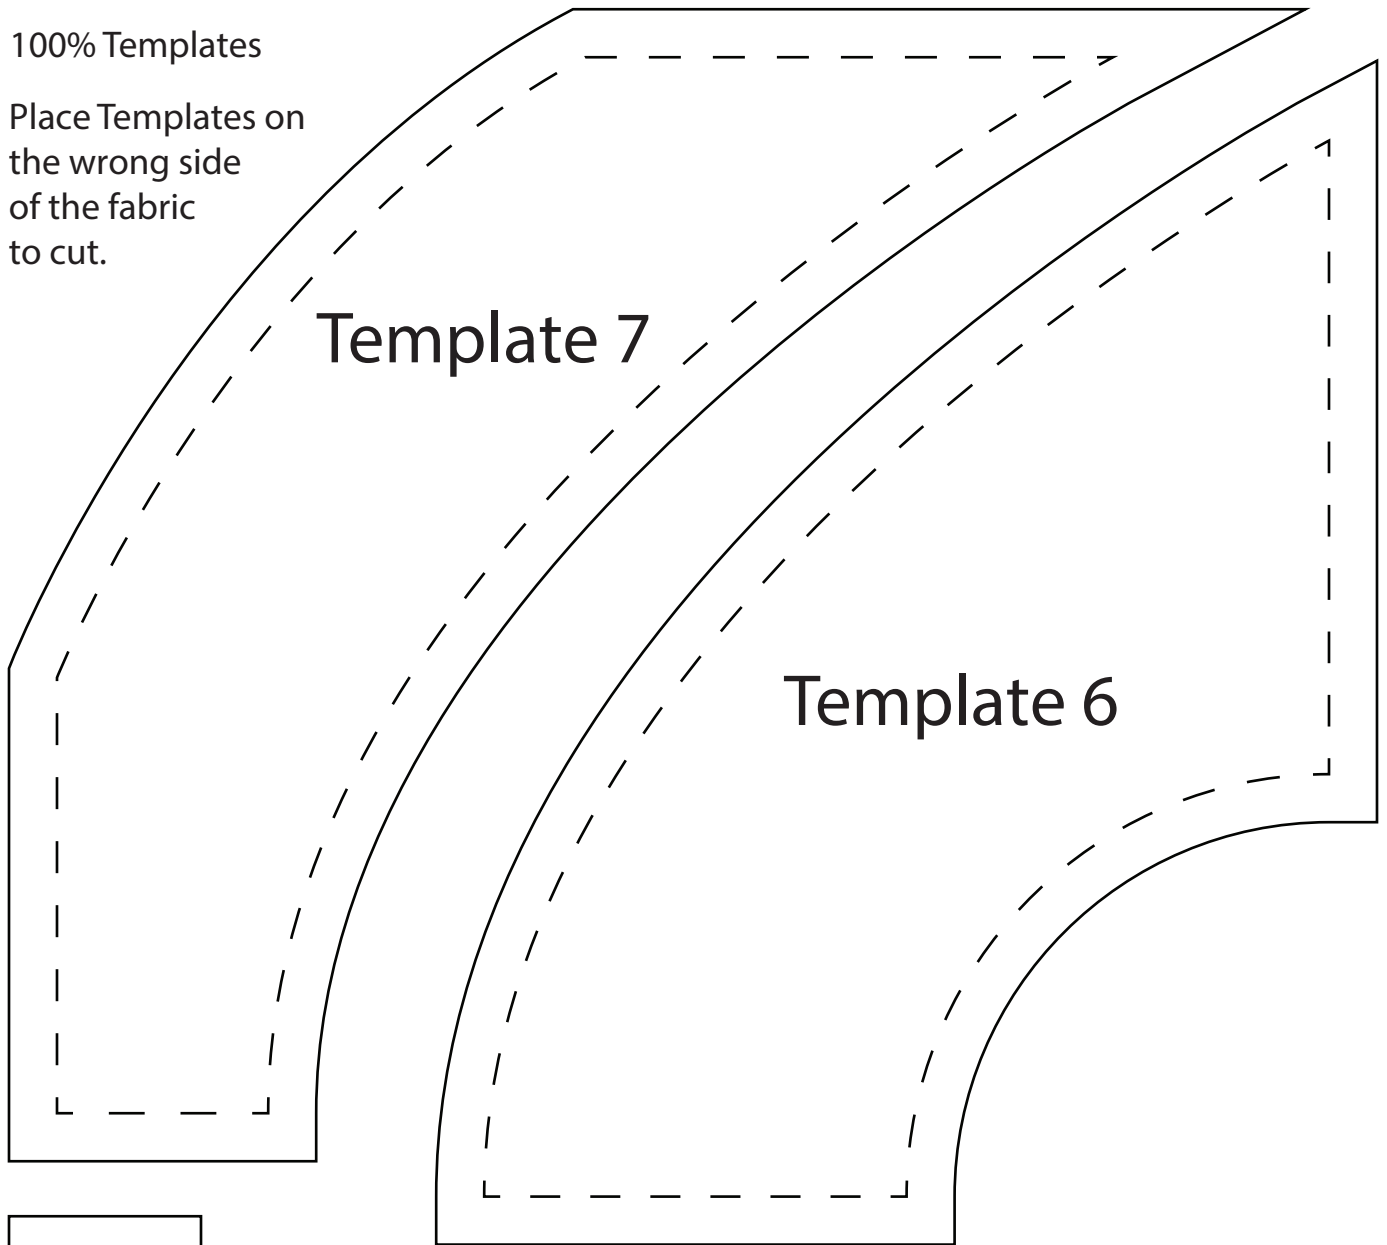 100% Templates
Place Templates on
the wrong side
of the fabric
to cut.
Template 7
Template 6